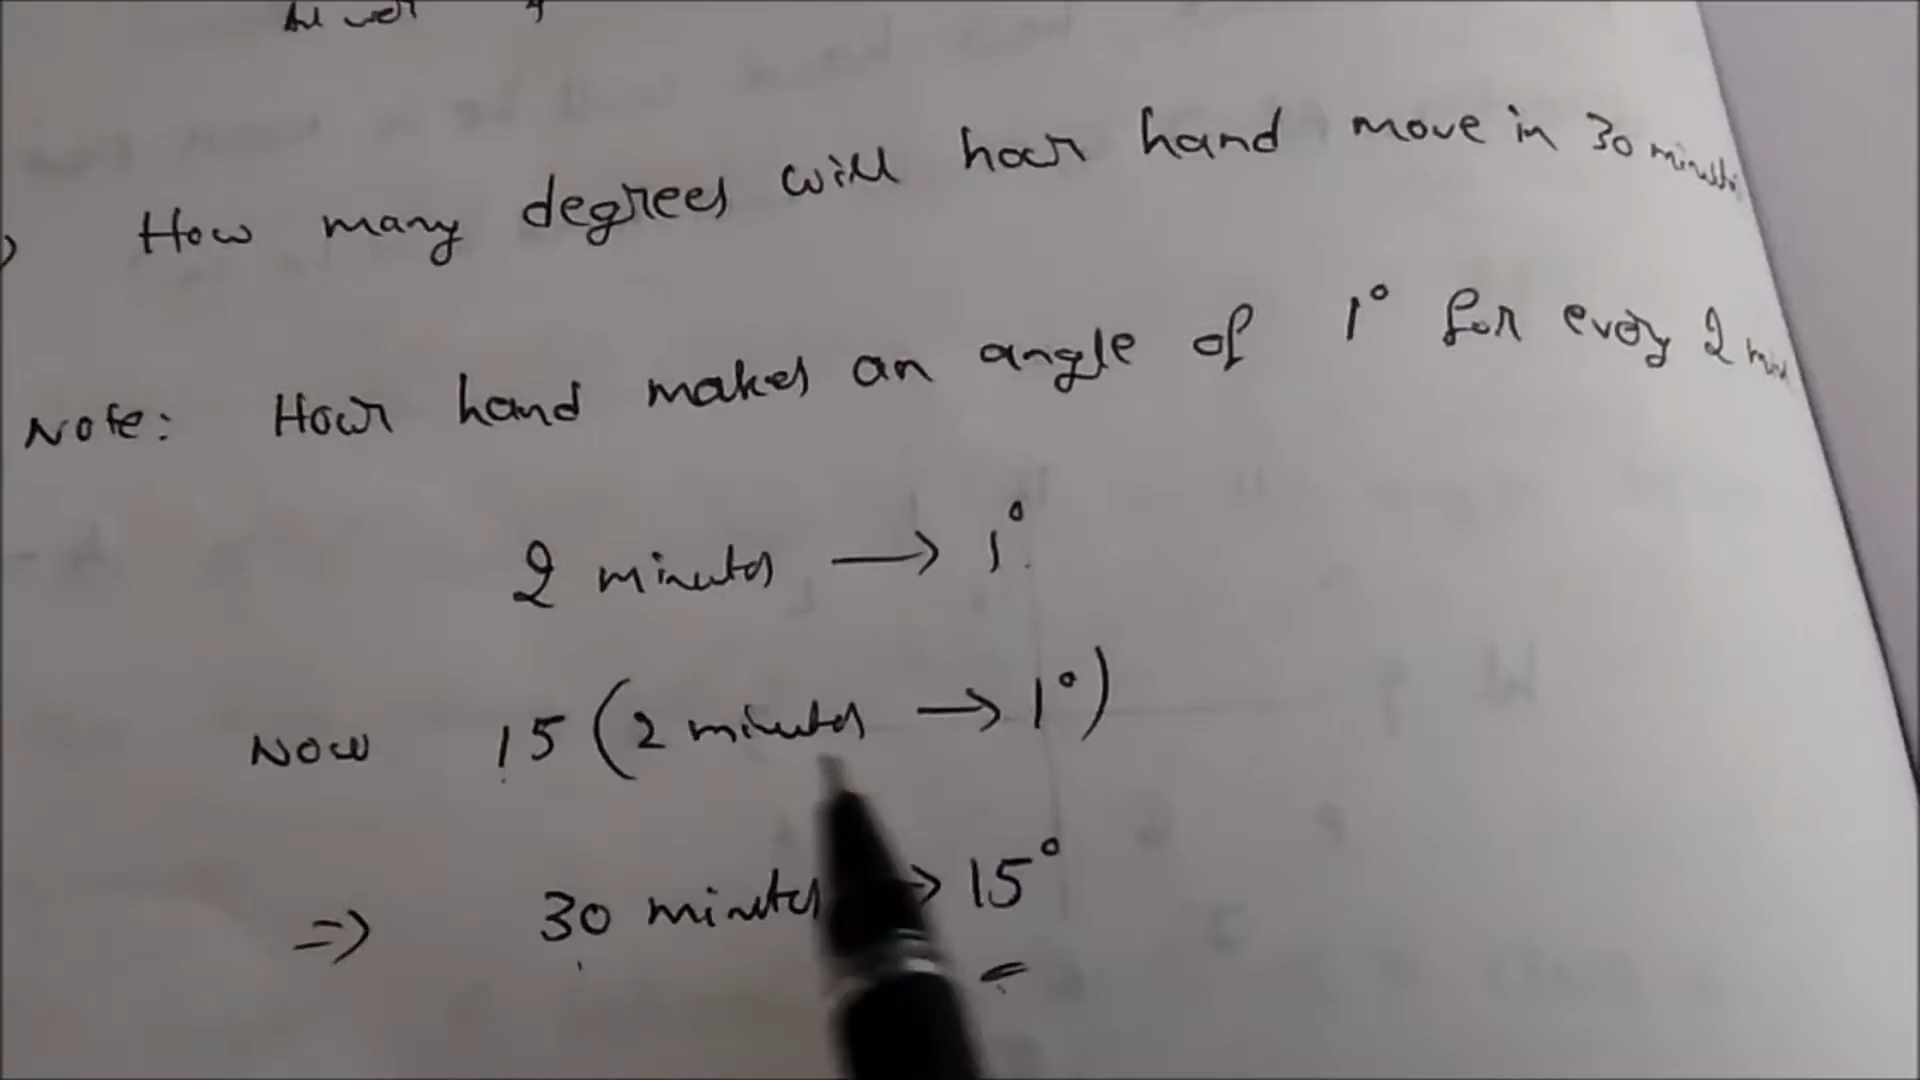 How many degrees will hour hand move in 30 minutes
Note: Hour hand makes an angle of 1° for every 2 min
2 minutes → 1°
Now 15 (2 minutes → 1°)
⇒ 30 minutes → 15°